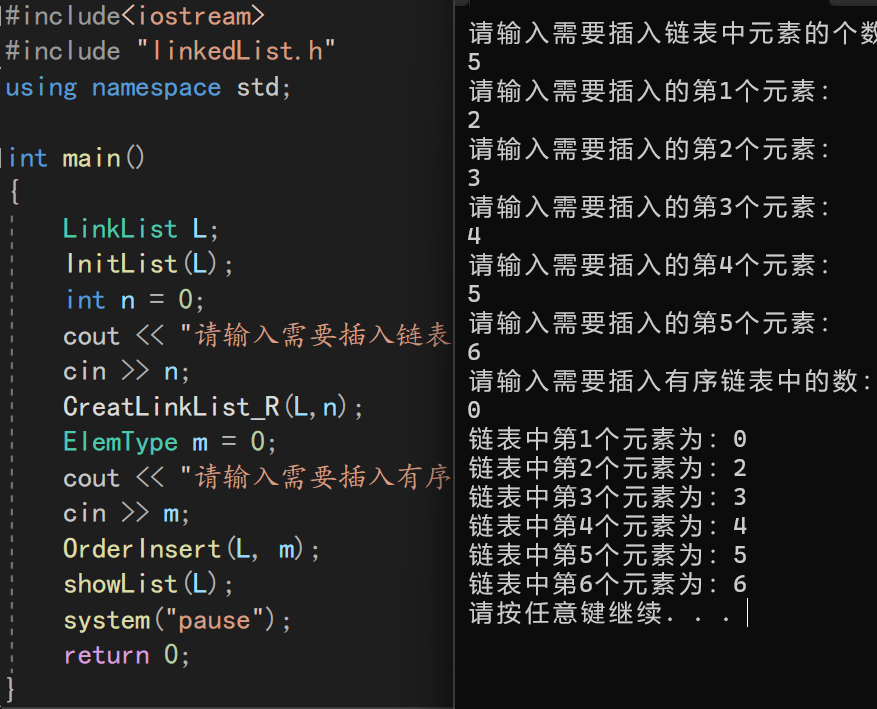 #include<iostream>
#include "linkedList.h"
using namespace std;
int main()
{
LinkList L;
InitList(L);
int n = 0;
cout << "请输入需要插入链表
cin >> n;
CreatLinkList_R(L,n);
ElemType m = 0;
cout << "请输入需要插入有序
cin >> m;
OrderInsert(L, m);
showList(L);
system("pause");
return 0;
}
请输入需要插入链表中元素的个数
5
请输入需要插入的第1个元素:
2
请输入需要插入的第2个元素:
3
请输入需要插入的第3个元素:
4
请输入需要插入的第4个元素:
5
请输入需要插入的第5个元素:
6
请输入需要插入有序链表中的数:
0
链表中第1个元素为: 0
链表中第2个元素为: 2
链表中第3个元素为: 3
链表中第4个元素为: 4
链表中第5个元素为: 5
链表中第6个元素为: 6
请按任意键继续. . .